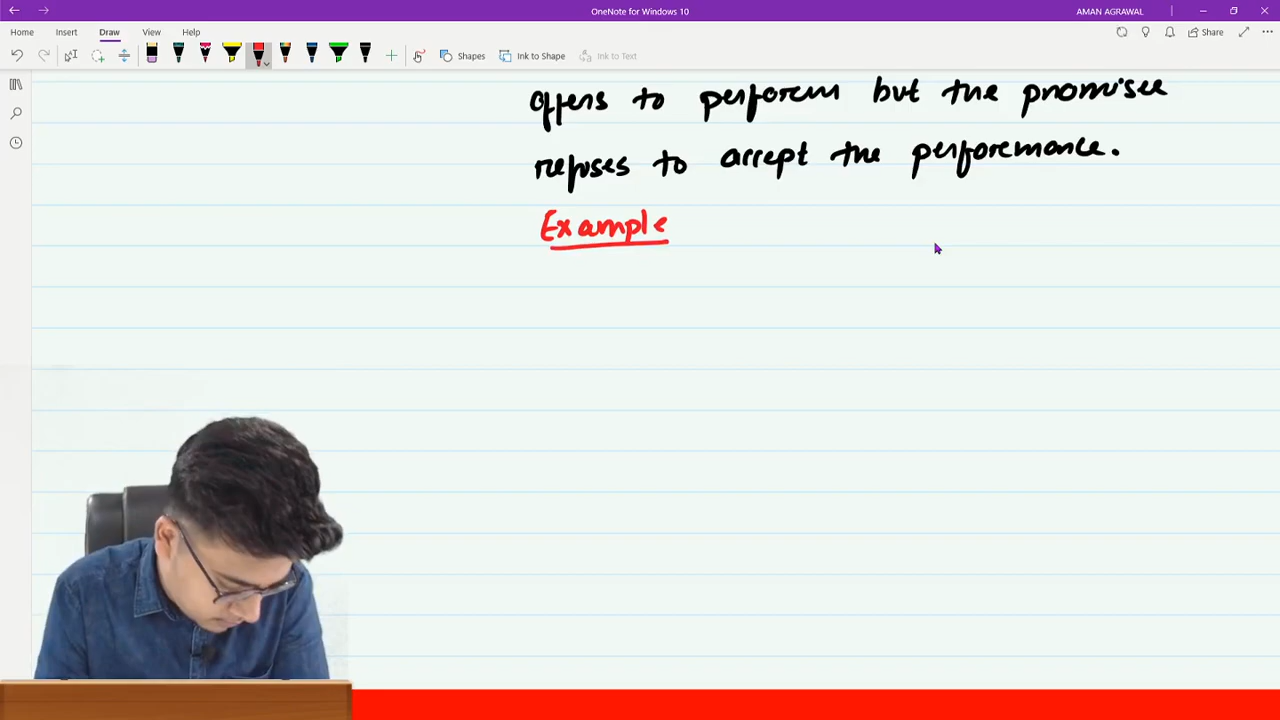 OneNote for Windows 10
AMAN AGRAWAL
Home Insert Draw View Help
Share
Shapes Ink to Shape Ink to Text
offers to perform but the promisee
refuses to accept the performance.
Example